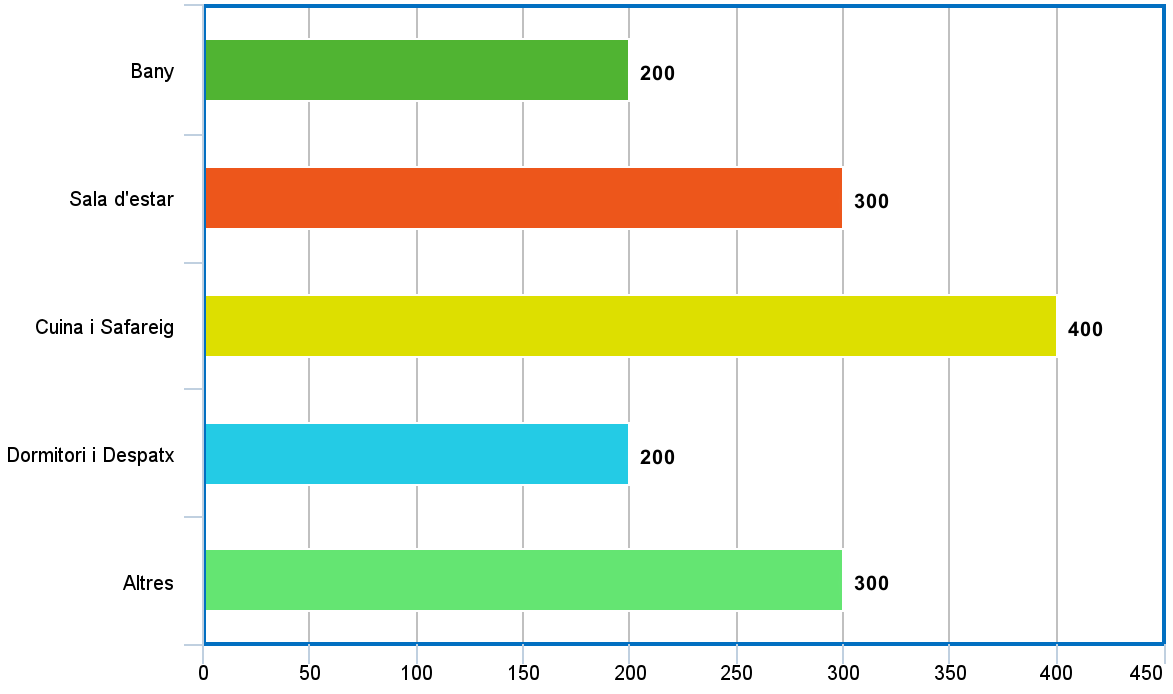 Bany 200
Sala d'estar 300
Cuina i Safareig 400
Dormitori i Despatx 200
Altres 300
0 50 100 150 200 250 300 350 400 450